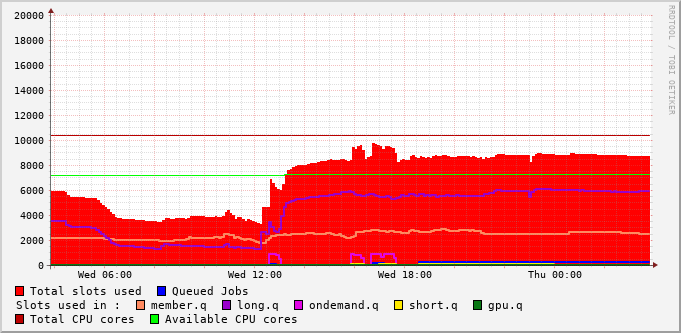 20000
18000
16000
14000
12000
10000
8000
6000
4000
2000
0
Wed 06:00 Wed 12:00 Wed 18:00 Thu 00:00
Total slots used Queued Jobs
Slots used in : member.q long.q ondemand.q short.q gpu.q
Total CPU cores Available CPU cores
RRDTOOL / TOBI OETIKER